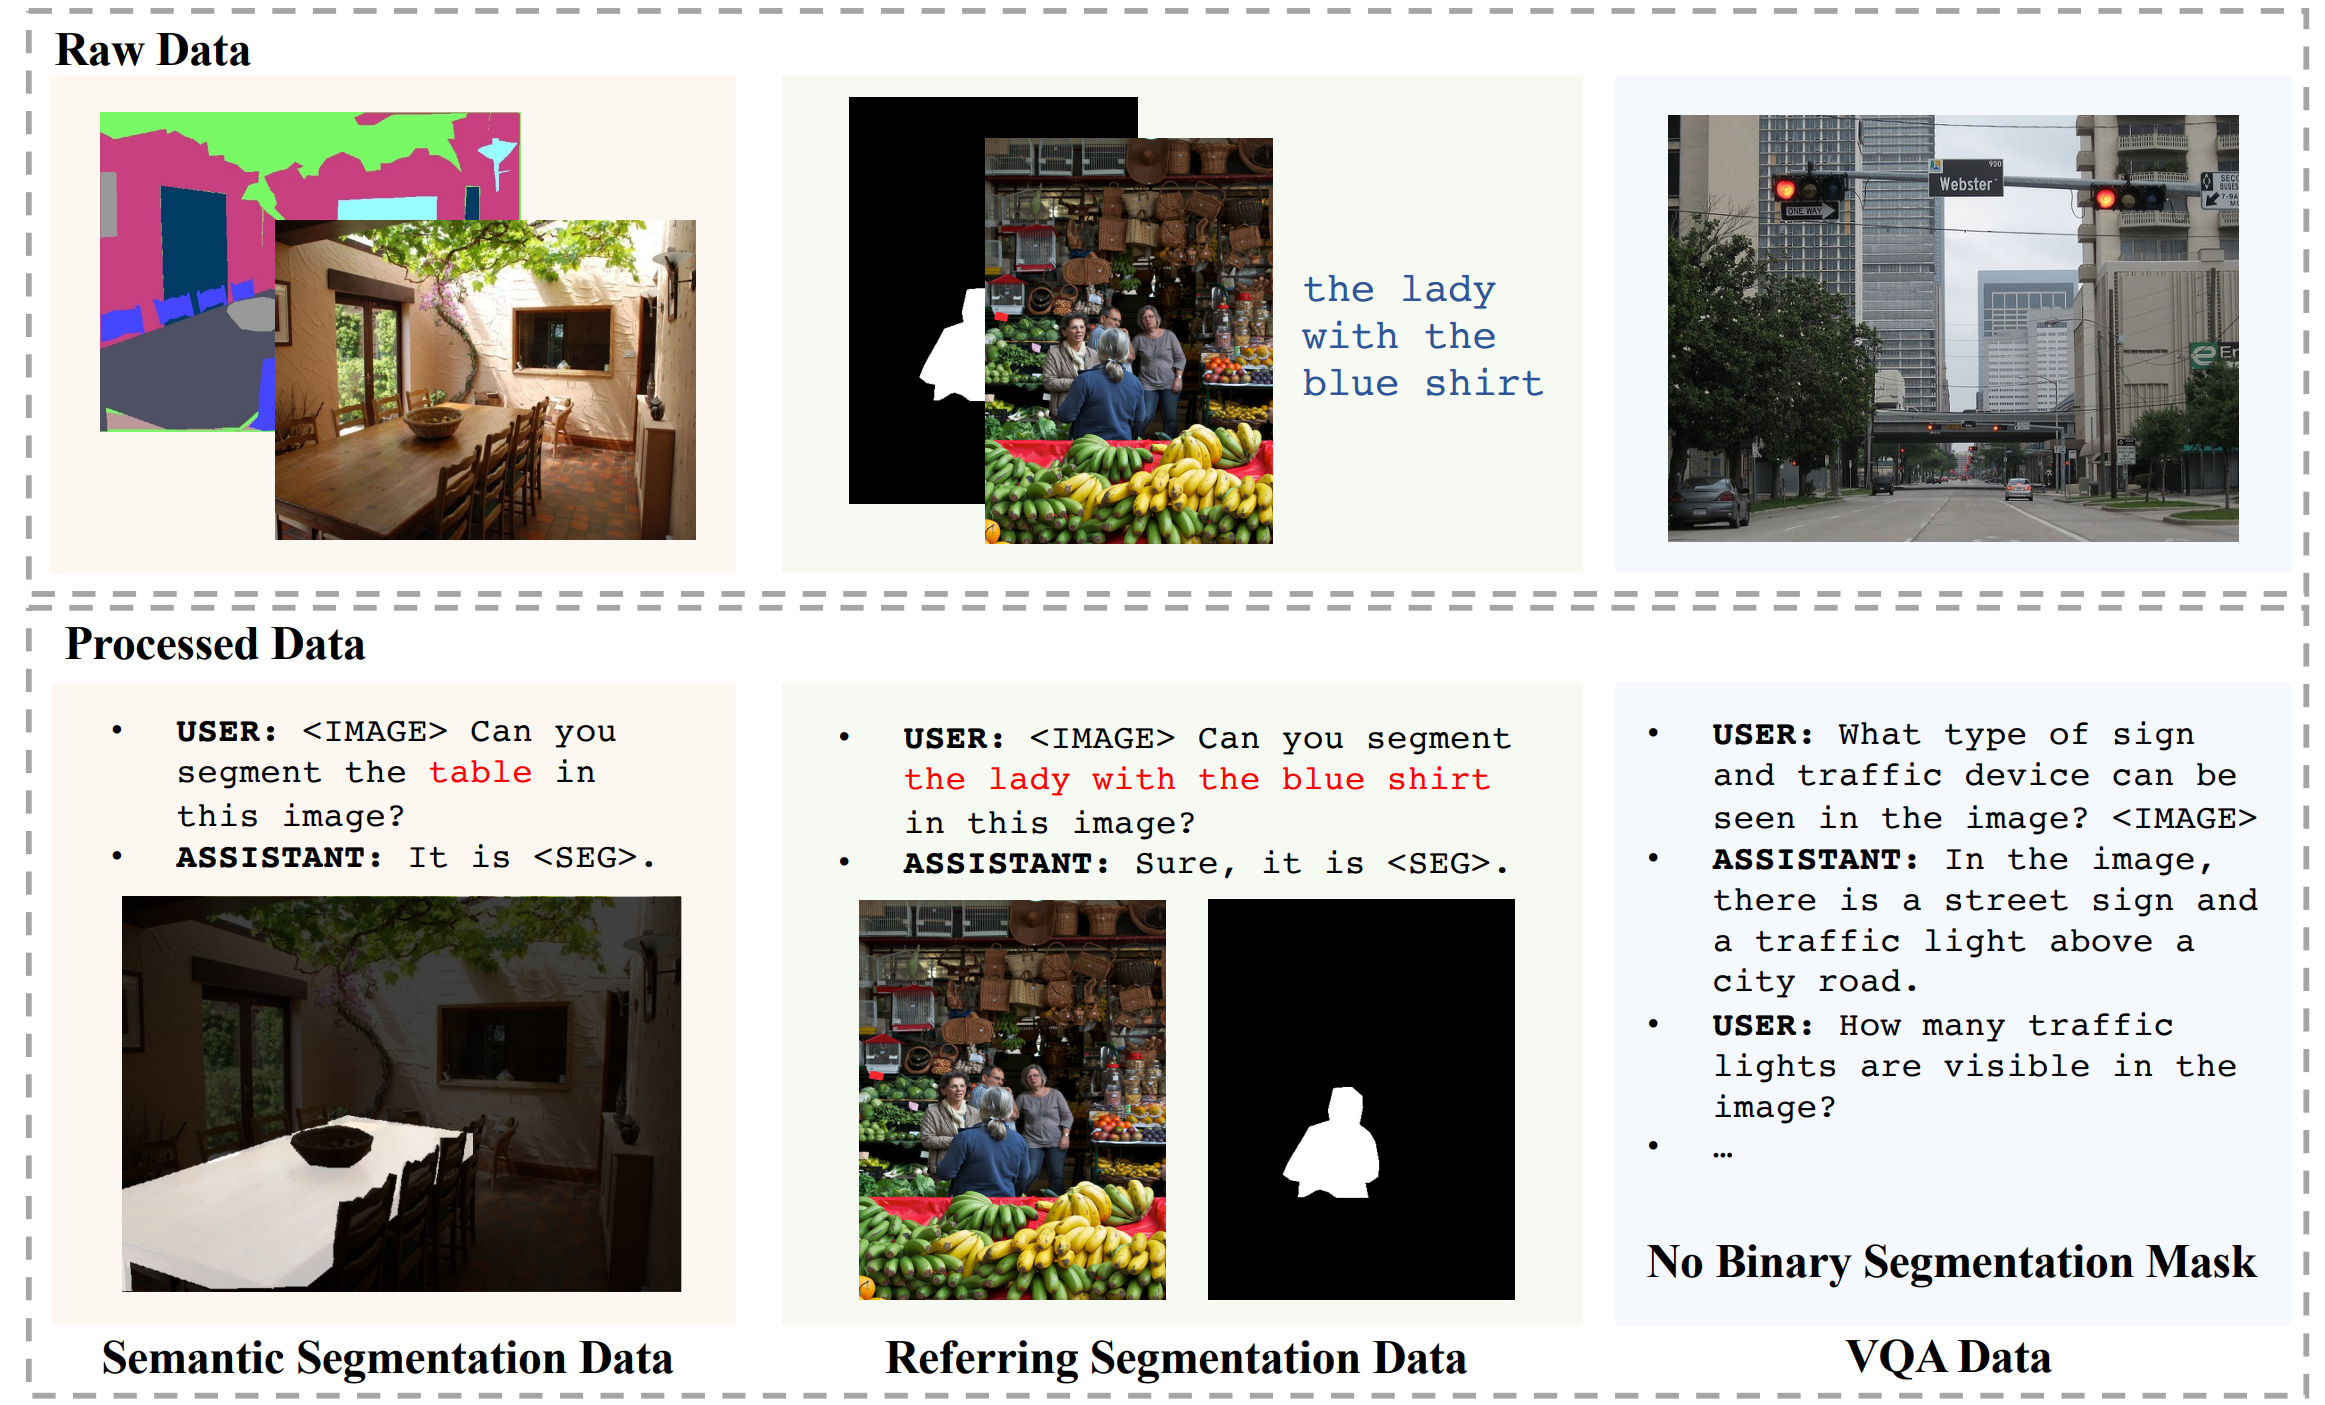 Raw Data
the lady
with the
blue shirt
900
Webster
ONE WAY
Processed Data
• USER: <IMAGE> Can you
segment the table in
this image?
• ASSISTANT: It is <SEG>.
• USER: <IMAGE> Can you segment
the lady with the blue shirt
in this image?
• ASSISTANT: Sure, it is <SEG>.
• USER: What type of sign
and traffic device can be
seen in the image? <IMAGE>
• ASSISTANT: In the image,
there is a street sign and
a traffic light above a
city road.
• USER: How many traffic
lights are visible in the
image?
• …
No Binary Segmentation Mask
Semantic Segmentation Data
Referring Segmentation Data
VQA Data